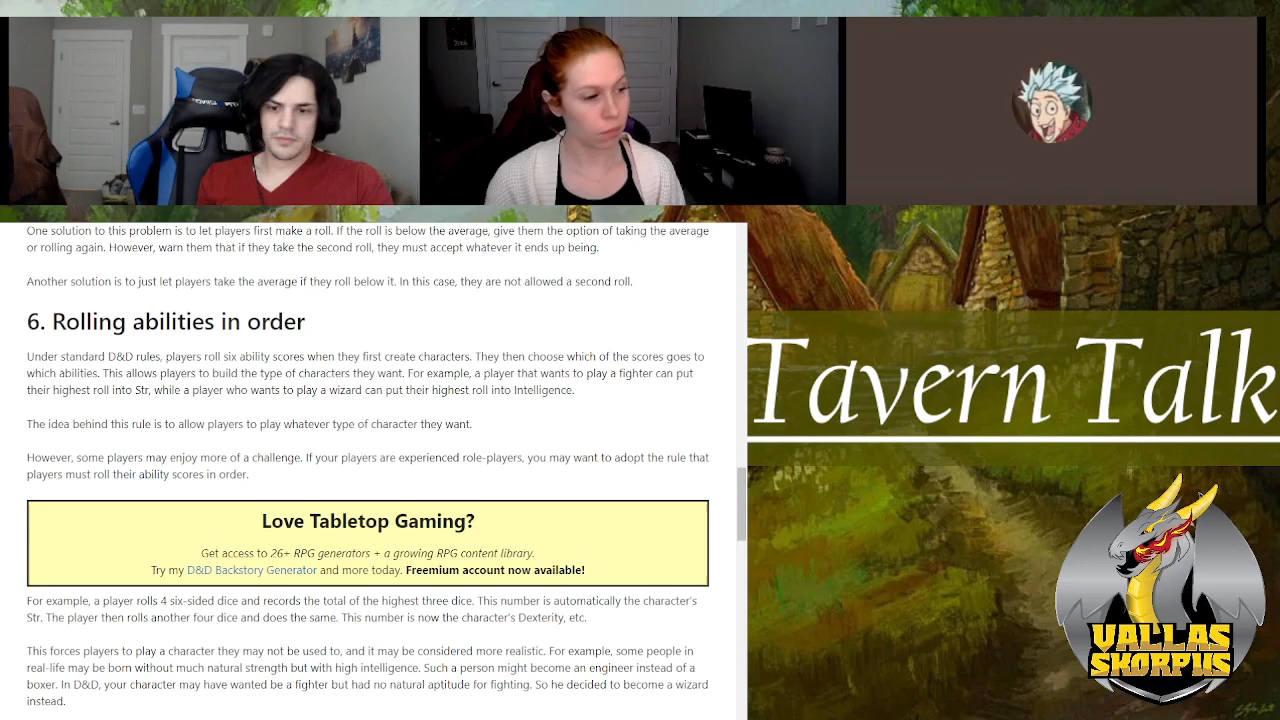 One solution to this problem is to let players first make a roll. If the roll is below the average, give them the option of taking the average
or rolling again. However, warn them that if they take the second roll, they must accept whatever it ends up being.
Another solution is to just let players take the average if they roll below it. In this case, they are not allowed a second roll.
6. Rolling abilities in order
Under standard D&D rules, players roll six ability scores when they first create characters. They then choose which of the scores goes to
which abilities. This allows players to build the type of characters they want. For example, a player that wants to play a fighter can put
their highest roll into Str, while a player who wants to play a wizard can put their highest roll into Intelligence.
The idea behind this rule is to allow players to play whatever type of character they want.
However, some players may enjoy more of a challenge. If your players are experienced role-players, you may want to adopt the rule that
players must roll their ability scores in order.
Love Tabletop Gaming?
Get access to 26+ RPG generators + a growing RPG content library.
Try my D&D Backstory Generator and more today. Freemium account now available!
For example, a player rolls 4 six-sided dice and records the total of the highest three dice. This number is automatically the character's
Str. The player then rolls another four dice and does the same. This number is now the character's Dexterity, etc.
This forces players to play a character they may not be used to, and it may be considered more realistic. For example, some people in
real-life may be born without much natural strength but with high intelligence. Such a person might become an engineer instead of a
boxer. In D&D, your character may have wanted be a fighter but had no natural aptitude for fighting. So he decided to become a wizard
instead.
Tavern Talk
VALLAS
SKORPUS